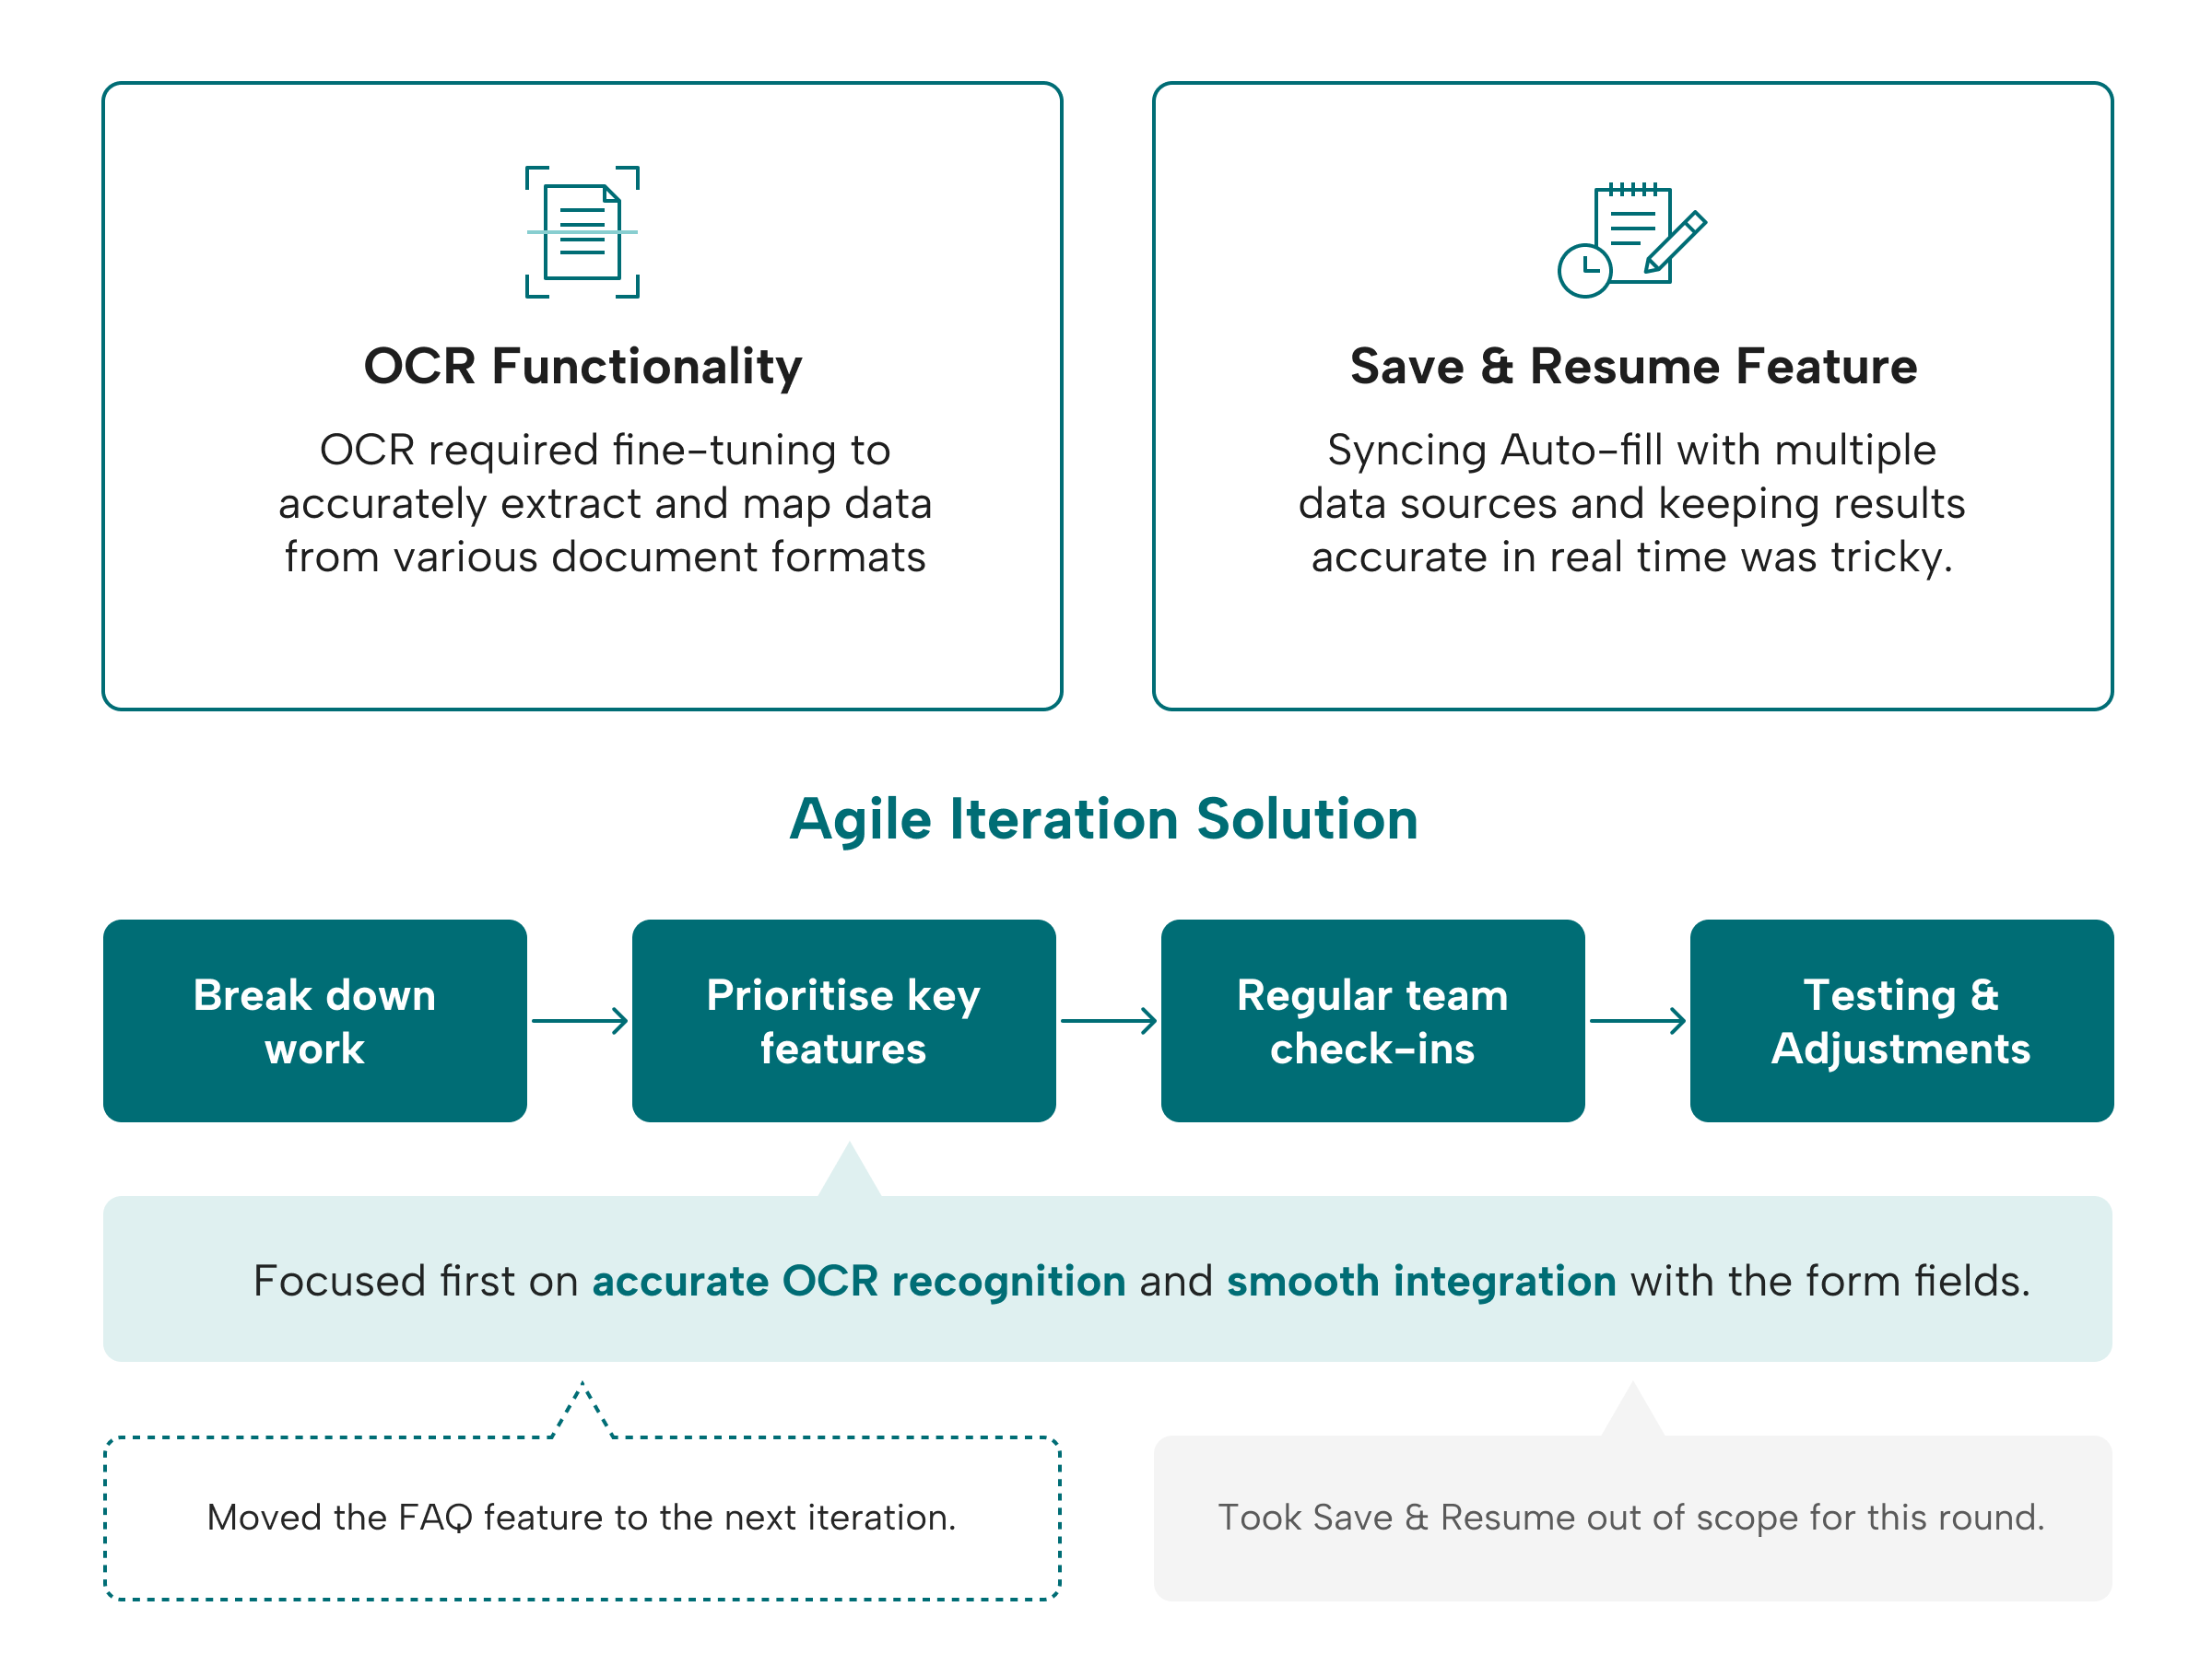 OCR Functionality
OCR required fine-tuning to
accurately extract and map data
from various document formats
Save & Resume Feature
Syncing Auto-fill with multiple
data sources and keeping results
accurate in real time was tricky.
Agile Iteration Solution
Break down
work
Prioritise key
features
Regular team
check-ins
Testing &
Adjustments
Focused first on accurate OCR recognition and smooth integration with the form fields.
Moved the FAQ feature to the next iteration.
Took Save & Resume out of scope for this round.